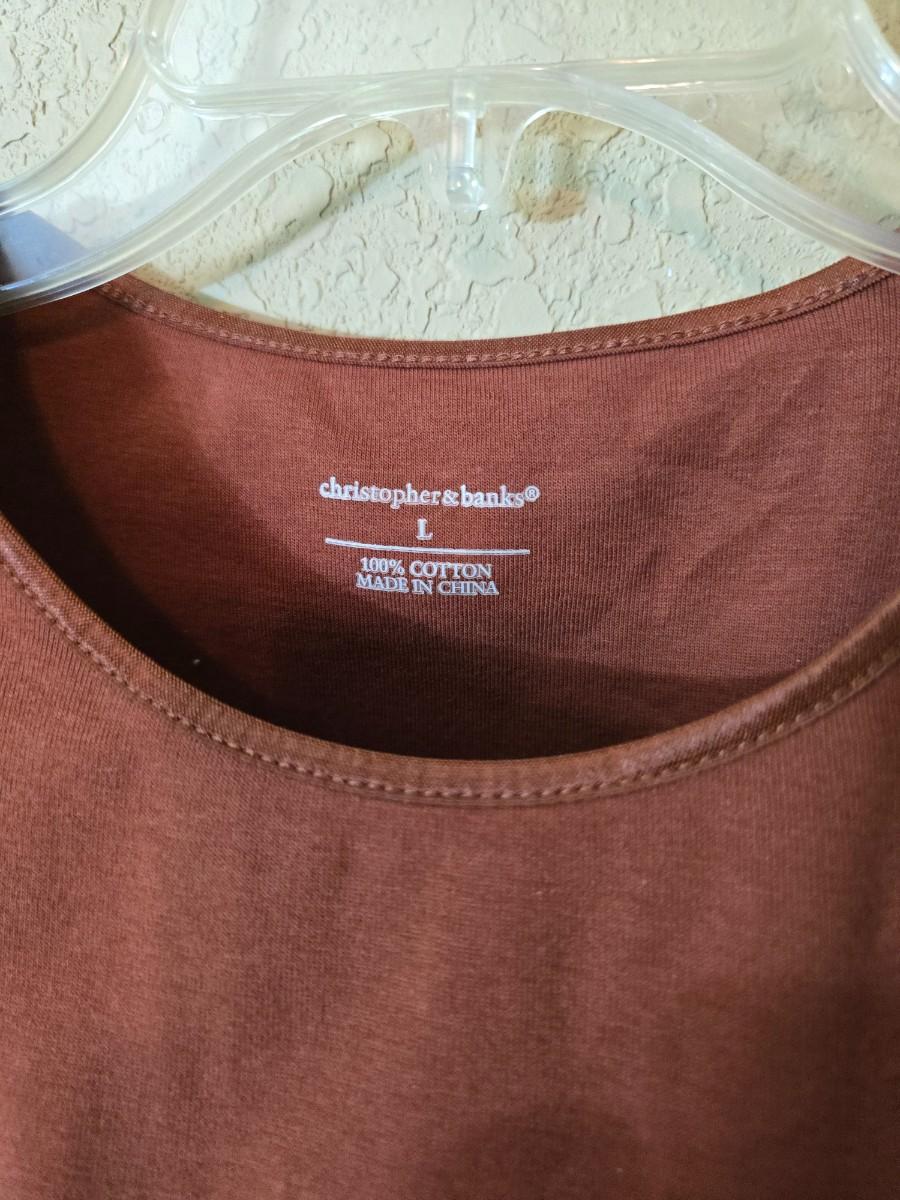 christopher&banks®
L
100% COTTON
MADE IN CHINA